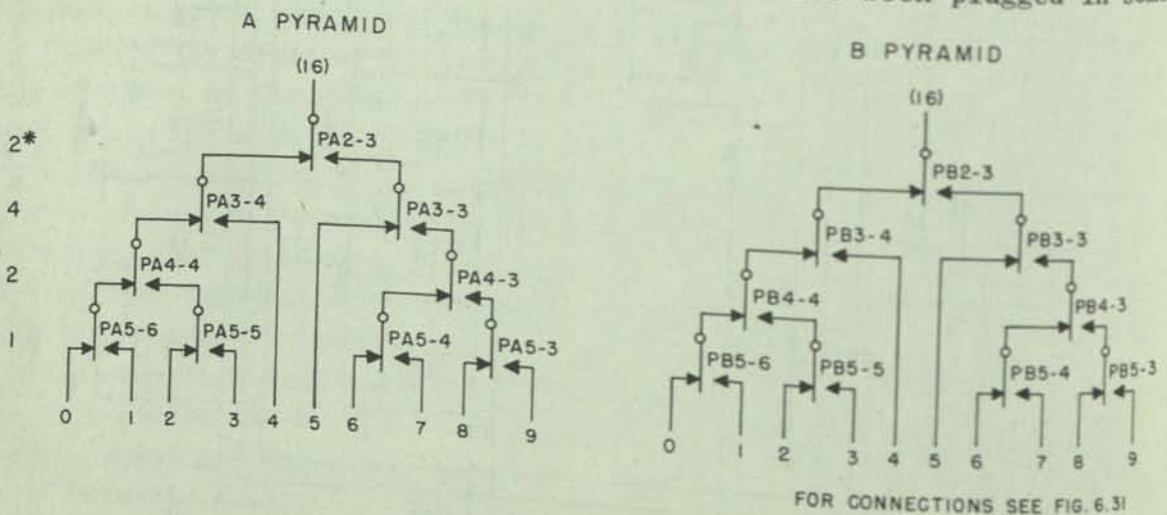 been plugged in
A PYRAMID
B PYRAMID
(16)
(16)
2*
PA2-3
PB2-3
4
PA3-4
PA3-3
PB3-4
PB3-3
2
PA4-4
PA4-3
PB4-4
PB4-3
1
PA5-6
PA5-5
PA5-4
PA5-3
PB5-6
PB5-5
PB5-4
PB5-3
0 1 2 3 4 5 6 7 8 9
0 1 2 3 4 5 6 7 8 9
FOR CONNECTIONS SEE FIG. 6.31